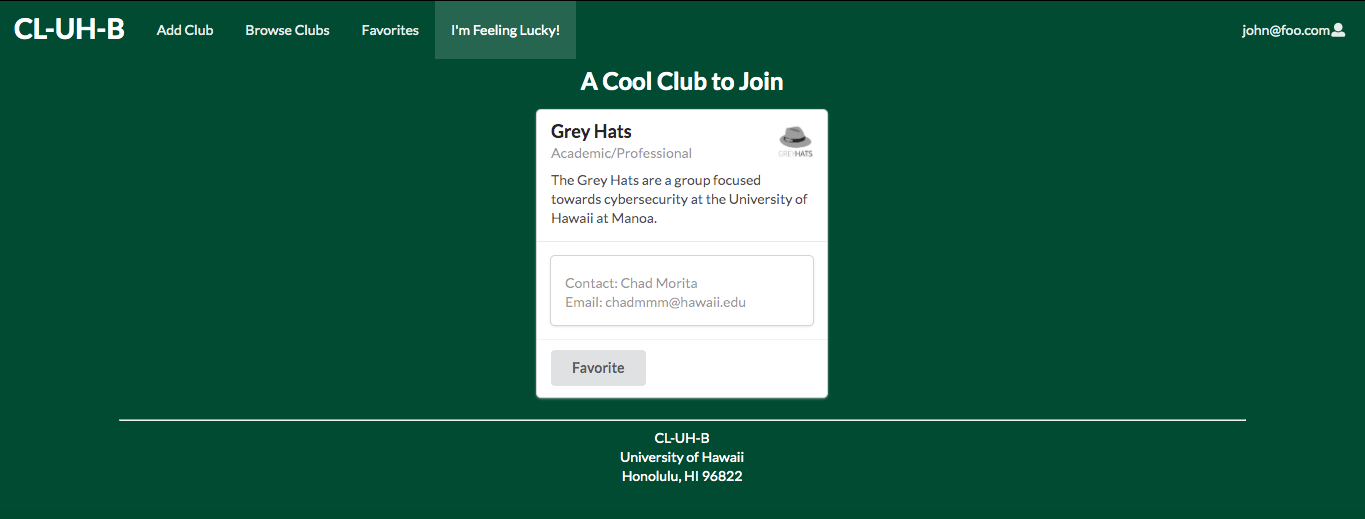 CL-UH-B
Add Club
Browse Clubs
Favorites
I'm Feeling Lucky!
john@foo.com
A Cool Club to Join
Grey Hats
Academic/Professional
GREYHATS
The Grey Hats are a group focused
towards cybersecurity at the University of
Hawaii at Manoa.
Contact: Chad Morita
Email: chadmmm@hawaii.edu
Favorite
CL-UH-B
University of Hawaii
Honolulu, HI 96822